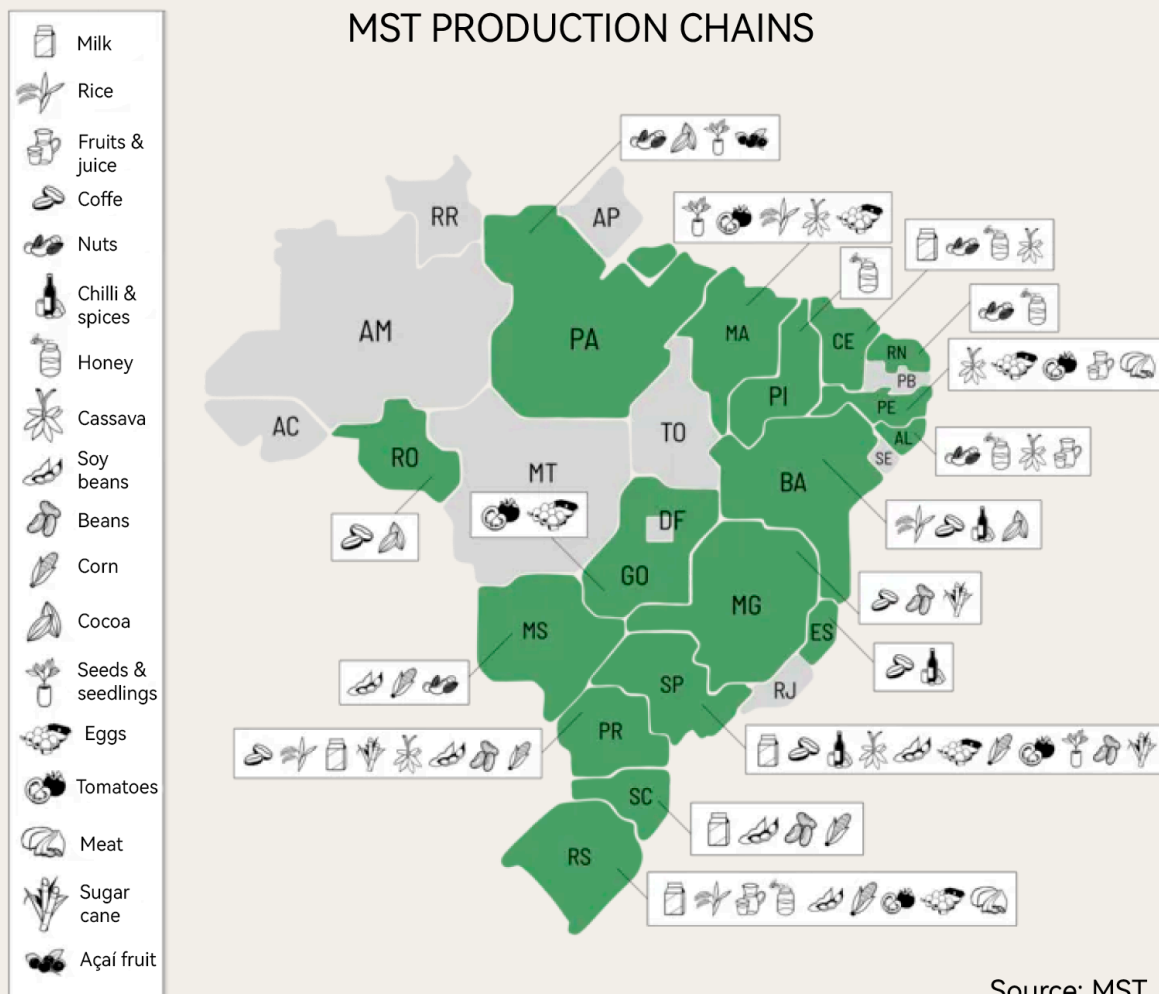 MST PRODUCTION CHAINS
Milk
Rice
Fruits &
juice
Coffe
Nuts
Chilli &
spices
Honey
Cassava
Soy
beans
Beans
Corn
Cocoa
Seeds &
seedlings
Eggs
Tomatoes
Meat
Sugar
cane
Açaí fruit
RR
AP
AM
PA
MA
CE
RN
PB
PI
PE
AC
RO
TO
AL
SE
MT
BA
DF
GO
MG
MS
ES
SP
RJ
PR
SC
RS
Source: MST